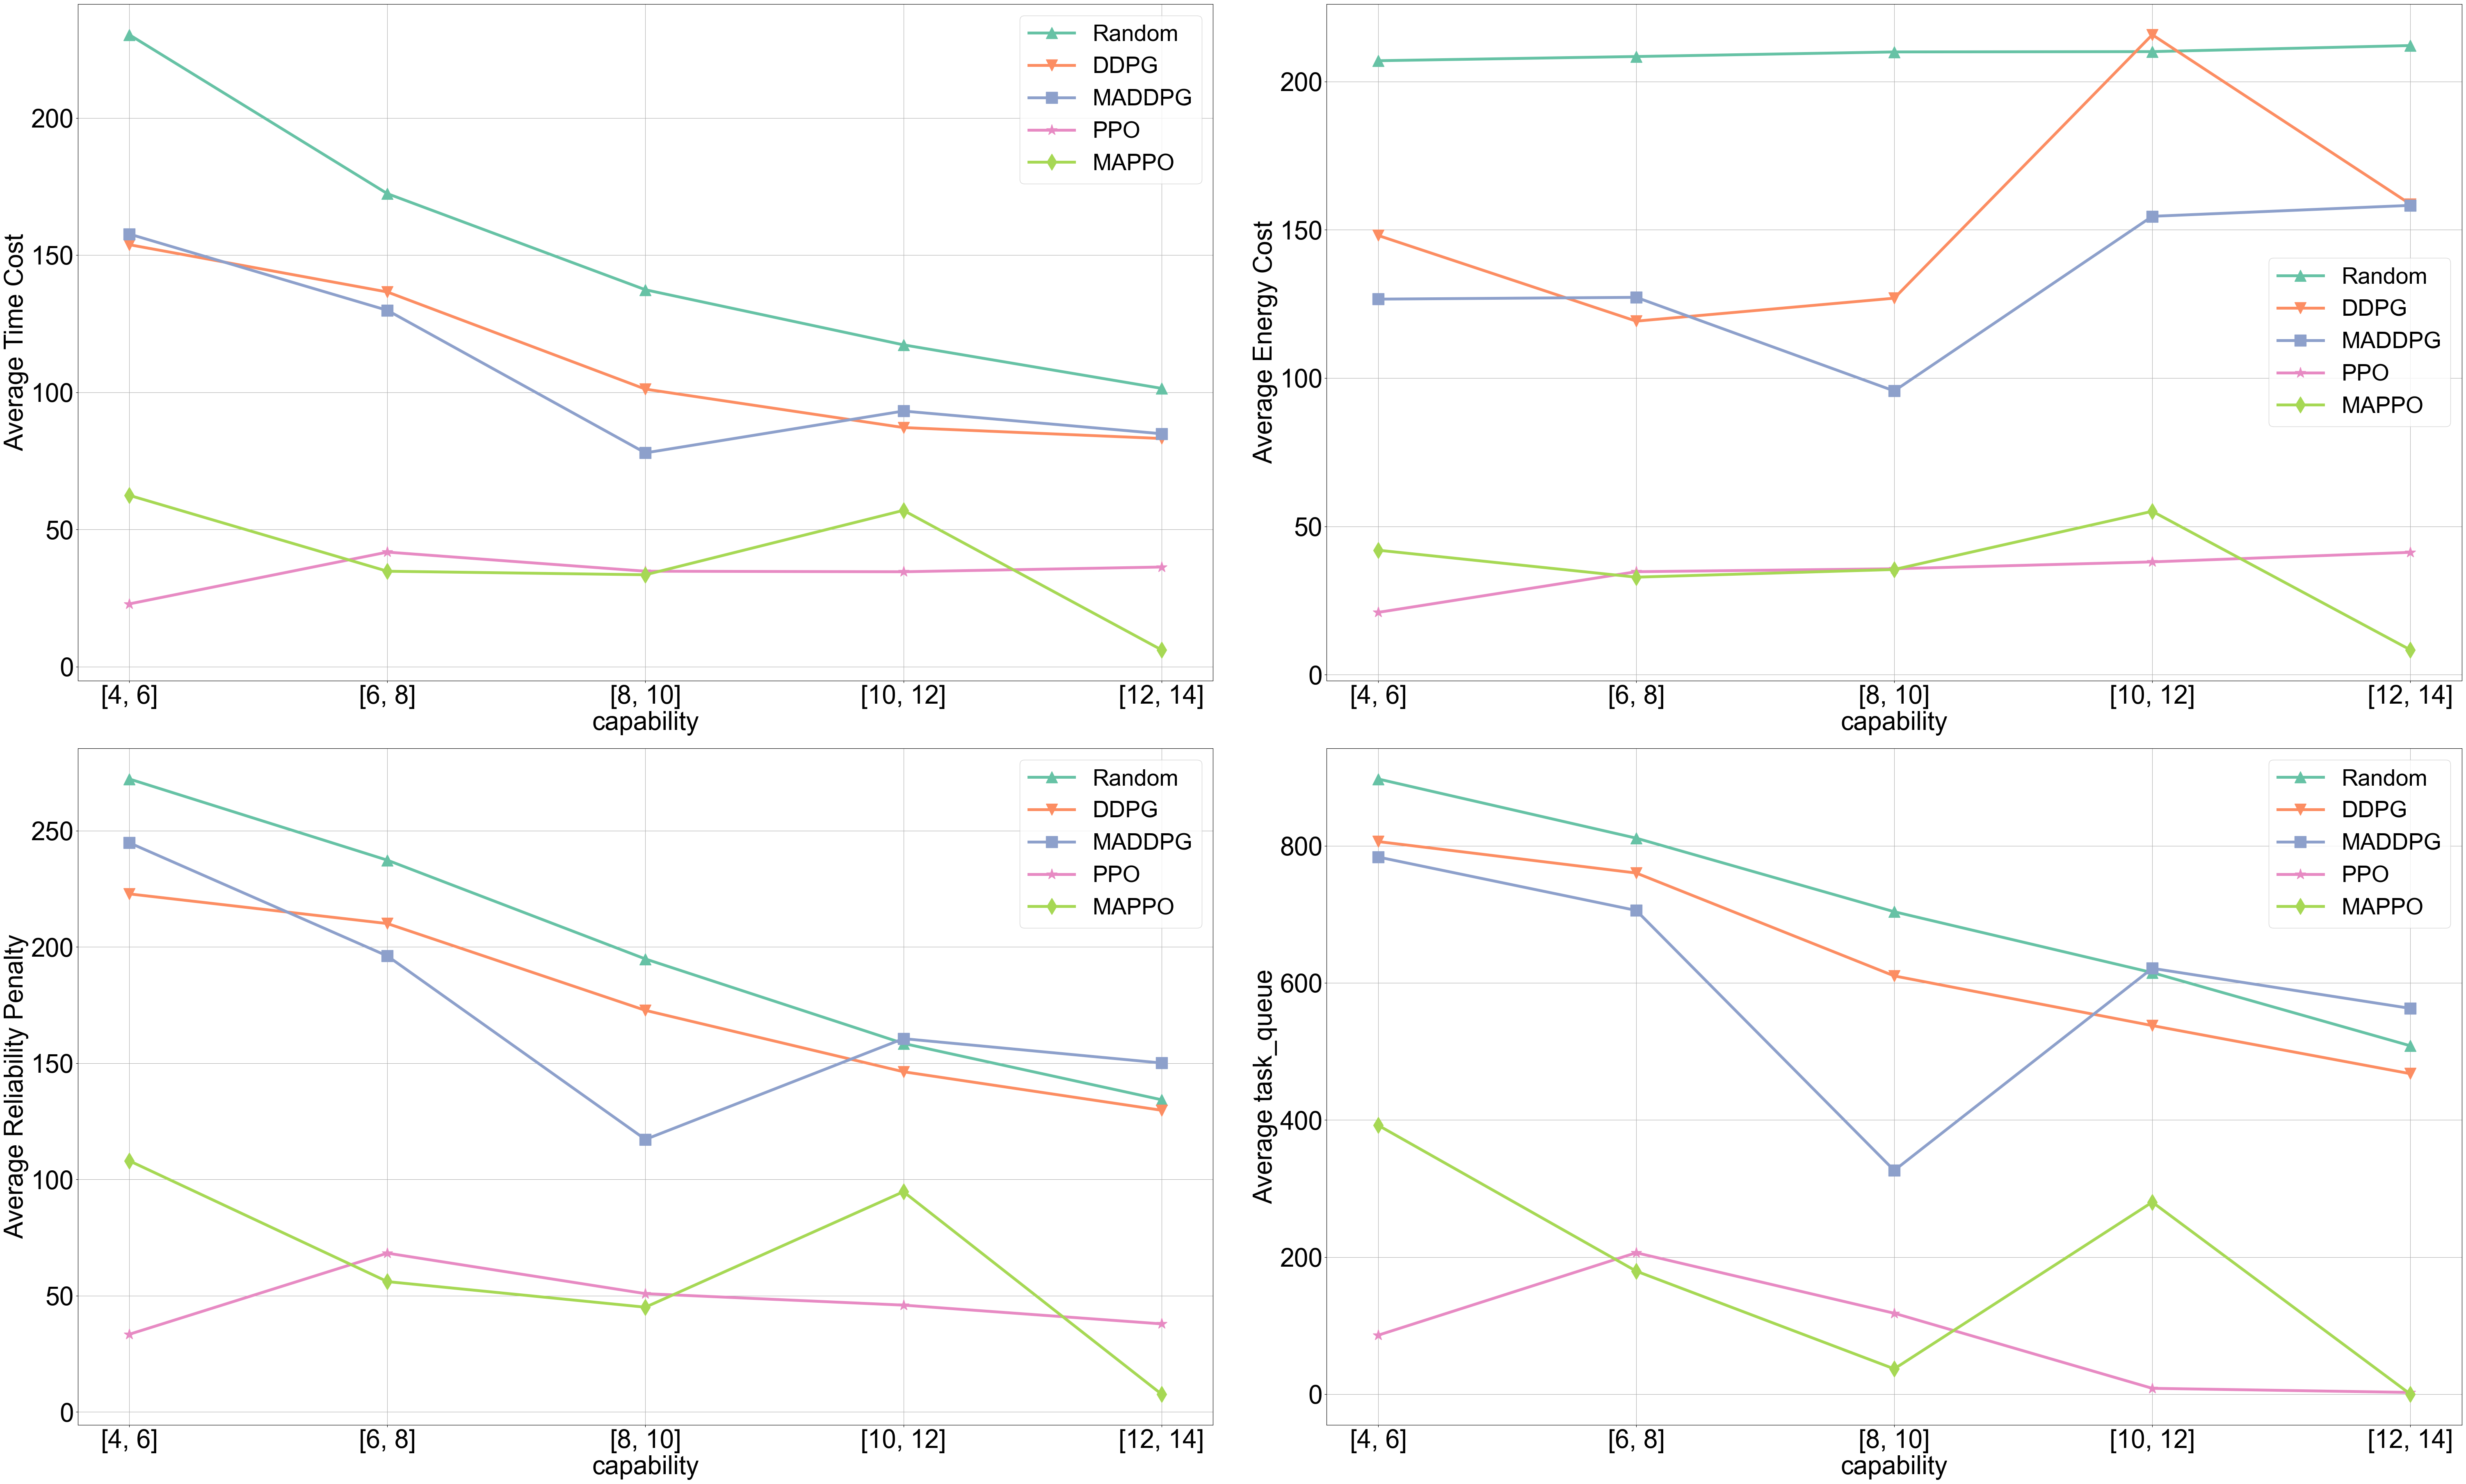 Average Time Cost
200
150
100
50
0
[4, 6] [6, 8] [8, 10] [10, 12] [12, 14]
capability
Random
DDPG
MADDPG
PPO
MAPPO
Average Energy Cost
200
150
100
50
0
[4, 6] [6, 8] [8, 10] [10, 12] [12, 14]
capability
Random
DDPG
MADDPG
PPO
MAPPO
Average Reliability Penalty
250
200
150
100
50
0
[4, 6] [6, 8] [8, 10] [10, 12] [12, 14]
capability
Random
DDPG
MADDPG
PPO
MAPPO
Average task_queue
800
600
400
200
0
[4, 6] [6, 8] [8, 10] [10, 12] [12, 14]
capability
Random
DDPG
MADDPG
PPO
MAPPO